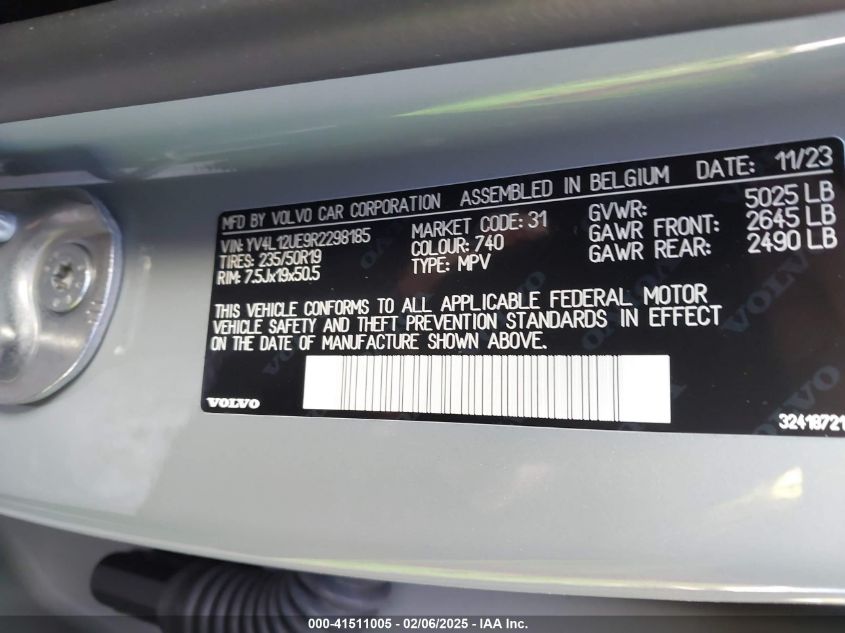 MFD BY VOLVO CAR CORPORATION ASSEMBLED IN BELGIUM DATE: 11/23
VIN: YV4L12UE9R2298185 MARKET CODE: 31 GVWR: 5025 LB
TIRES: 235/50R19 COLOUR: 740 GAWR FRONT: 2645 LB
RIM: 7.5Jx19x50.5 TYPE: MPV GAWR REAR: 2490 LB
THIS VEHICLE CONFORMS TO ALL APPLICABLE FEDERAL MOTOR
VEHICLE SAFETY AND THEFT PREVENTION STANDARDS IN EFFECT
ON THE DATE OF MANUFACTURE SHOWN ABOVE.
VOLVO
32418721
000-41511005 - 02/06/2025 - IAA Inc.